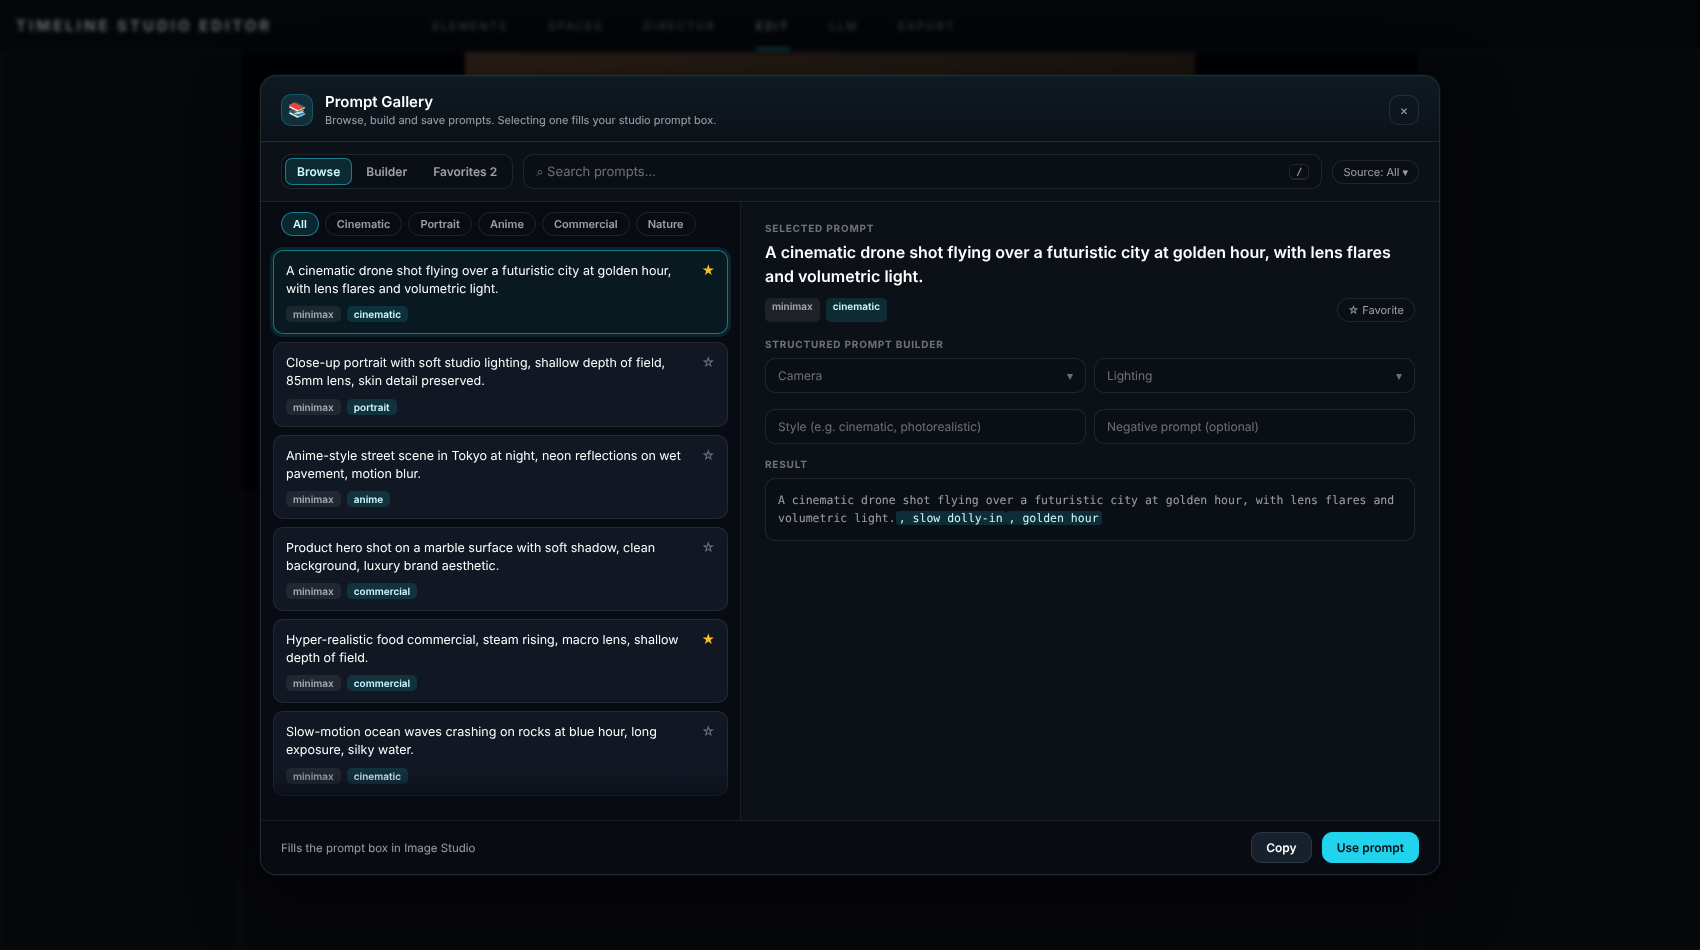 TIMELINE STUDIO EDITOR
ELEMENTS SPACES DIRECTOR EDIT LLM EXPORT
Prompt Gallery
Browse, build and save prompts. Selecting one fills your studio prompt box.
×
Browse Builder Favorites 2
Search prompts...
/
Source: All ▾
All Cinematic Portrait Anime Commercial Nature
A cinematic drone shot flying over a futuristic city at golden hour,
with lens flares and volumetric light.
★
minimax cinematic
Close-up portrait with soft studio lighting, shallow depth of field,
85mm lens, skin detail preserved.
☆
minimax portrait
Anime-style street scene in Tokyo at night, neon reflections on wet
pavement, motion blur.
☆
minimax anime
Product hero shot on a marble surface with soft shadow, clean
background, luxury brand aesthetic.
☆
minimax commercial
Hyper-realistic food commercial, steam rising, macro lens, shallow
depth of field.
★
minimax commercial
Slow-motion ocean waves crashing on rocks at blue hour, long
exposure, silky water.
☆
minimax cinematic
SELECTED PROMPT
A cinematic drone shot flying over a futuristic city at golden hour, with lens flares
and volumetric light.
minimax cinematic
☆ Favorite
STRUCTURED PROMPT BUILDER
Camera ▾
Lighting ▾
Style (e.g. cinematic, photorealistic)
Negative prompt (optional)
RESULT
A cinematic drone shot flying over a futuristic city at golden hour, with lens flares and
volumetric light., slow dolly-in, golden hour
Fills the prompt box in Image Studio
Copy
Use prompt